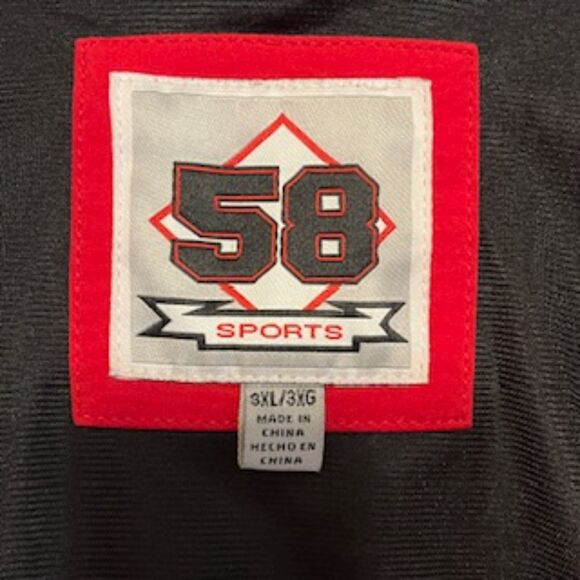 58
SPORTS
3XL/3XG
MADE IN
CHINA
HECHO EN
CHINA